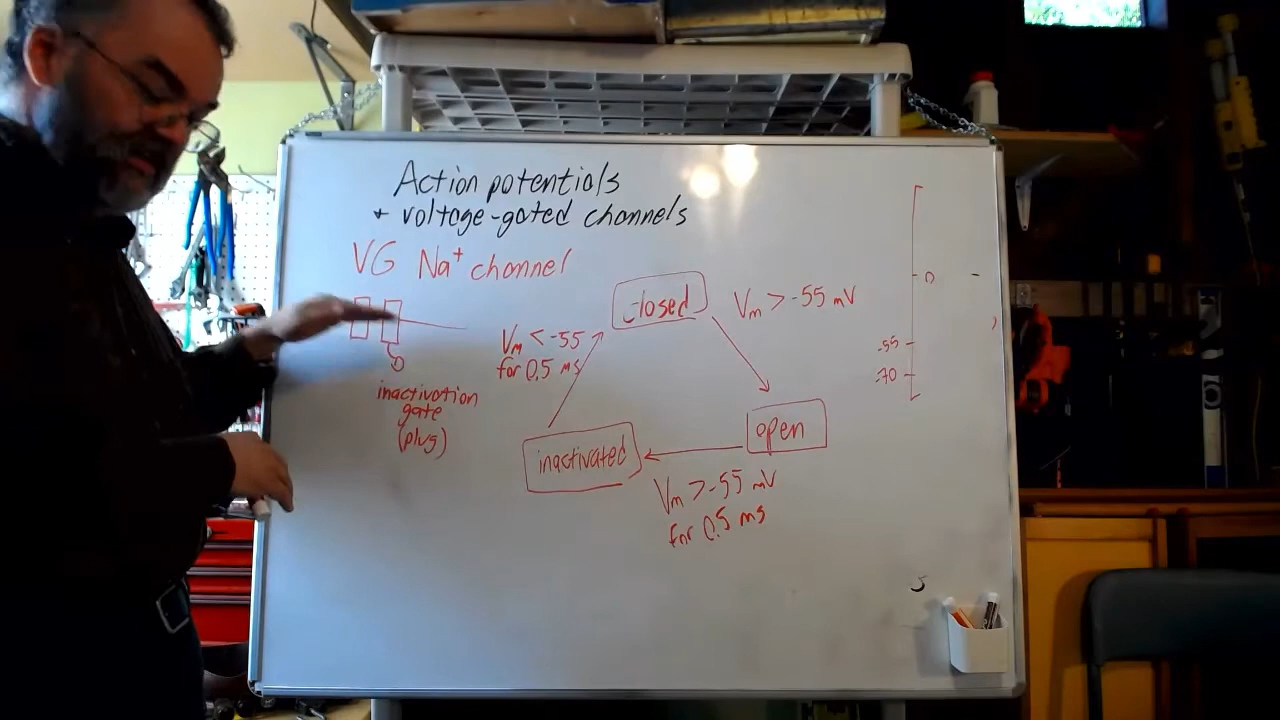 Action potentials
+ voltage-gated channels
VG Na⁺ channel
closed
Vm > -55 mV
Vm < -55
for 0.5 ms
inactivation
gate
(plug)
open
inactivated
Vm > -55 mV
for 0.5 ms
0
-55
-70